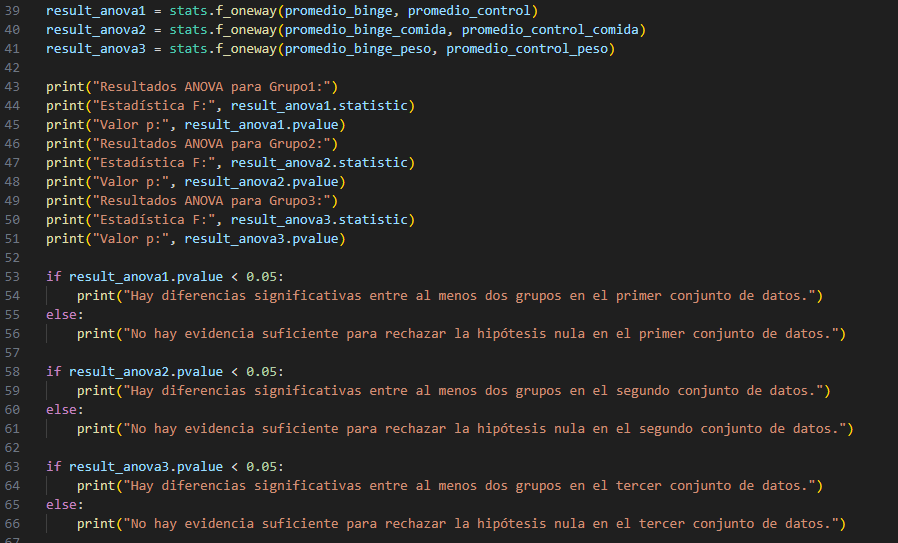 39 result_anova1 = stats.f_oneway(promedio_binge, promedio_control)
40 result_anova2 = stats.f_oneway(promedio_binge_comida, promedio_control_comida)
41 result_anova3 = stats.f_oneway(promedio_binge_peso, promedio_control_peso)
42
43 print("Resultados ANOVA para Grupo1:")
44 print("Estadística F:", result_anova1.statistic)
45 print("Valor p:", result_anova1.pvalue)
46 print("Resultados ANOVA para Grupo2:")
47 print("Estadística F:", result_anova2.statistic)
48 print("Valor p:", result_anova2.pvalue)
49 print("Resultados ANOVA para Grupo3:")
50 print("Estadística F:", result_anova3.statistic)
51 print("Valor p:", result_anova3.pvalue)
52
53 if result_anova1.pvalue < 0.05:
54     print("Hay diferencias significativas entre al menos dos grupos en el primer conjunto de datos.")
55 else:
56     print("No hay evidencia suficiente para rechazar la hipótesis nula en el primer conjunto de datos.")
57
58 if result_anova2.pvalue < 0.05:
59     print("Hay diferencias significativas entre al menos dos grupos en el segundo conjunto de datos.")
60 else:
61     print("No hay evidencia suficiente para rechazar la hipótesis nula en el segundo conjunto de datos.")
62
63 if result_anova3.pvalue < 0.05:
64     print("Hay diferencias significativas entre al menos dos grupos en el tercer conjunto de datos.")
65 else:
66     print("No hay evidencia suficiente para rechazar la hipótesis nula en el tercer conjunto de datos.")
67